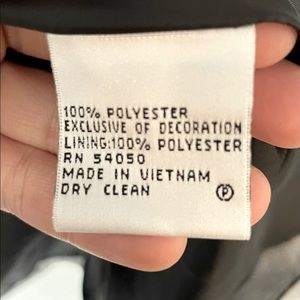 100% POLYESTER
EXCLUSIVE OF DECORATION
LINING:100% POLYESTER
RN 54050
MADE IN VIETNAM
DRY CLEAN Ⓟ